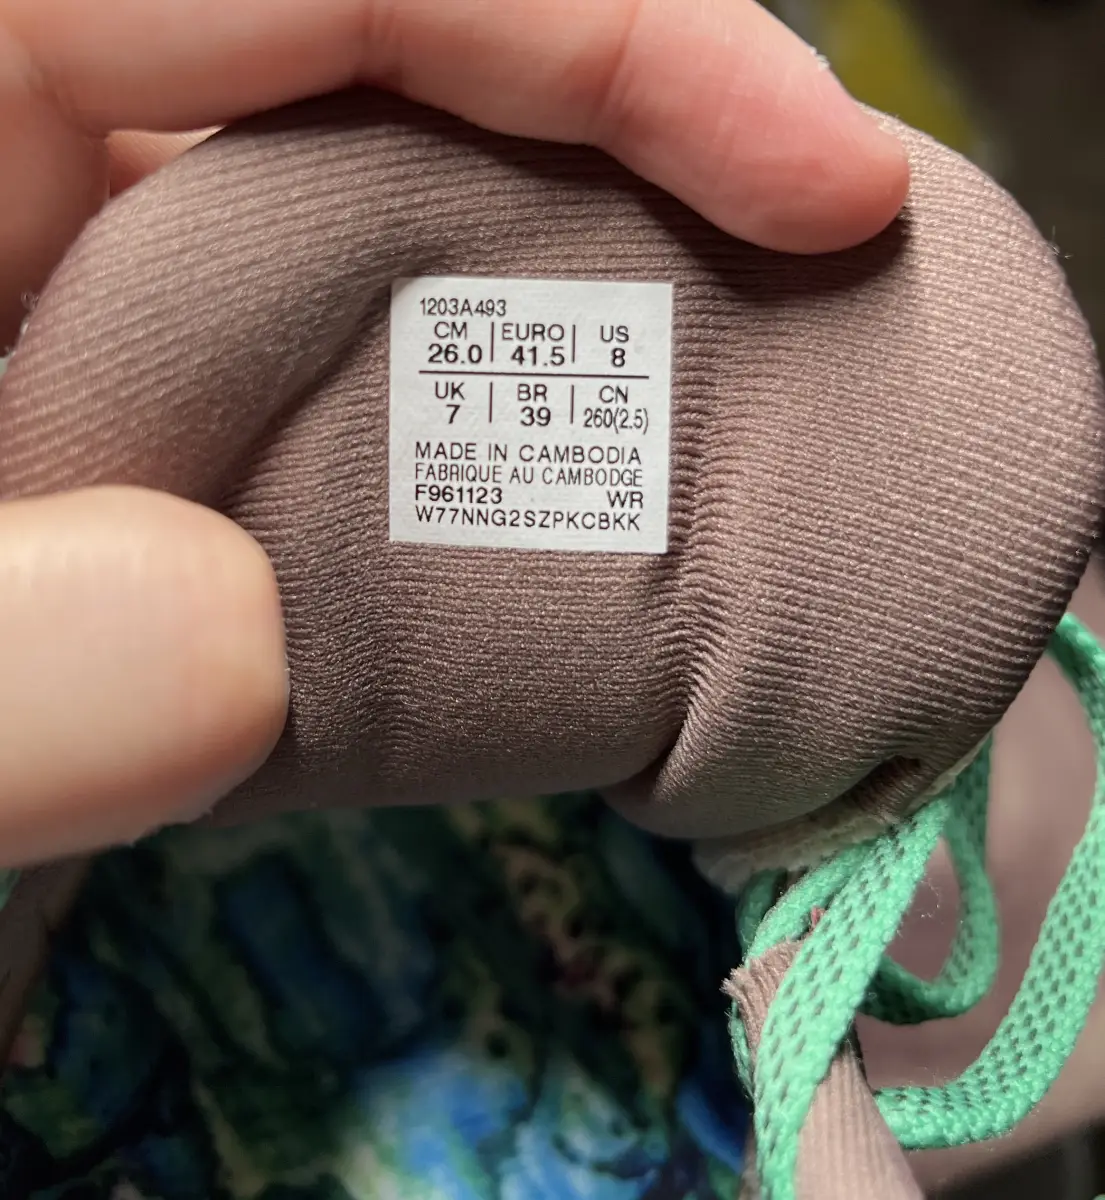 1203A493
CM | EURO | US
26.0 | 41.5 | 8
UK | BR | CN
7 | 39 | 260(2.5)
MADE IN CAMBODIA
FABRIQUE AU CAMBODGE
F961123 WR
W77NNG2SZPKCBKK